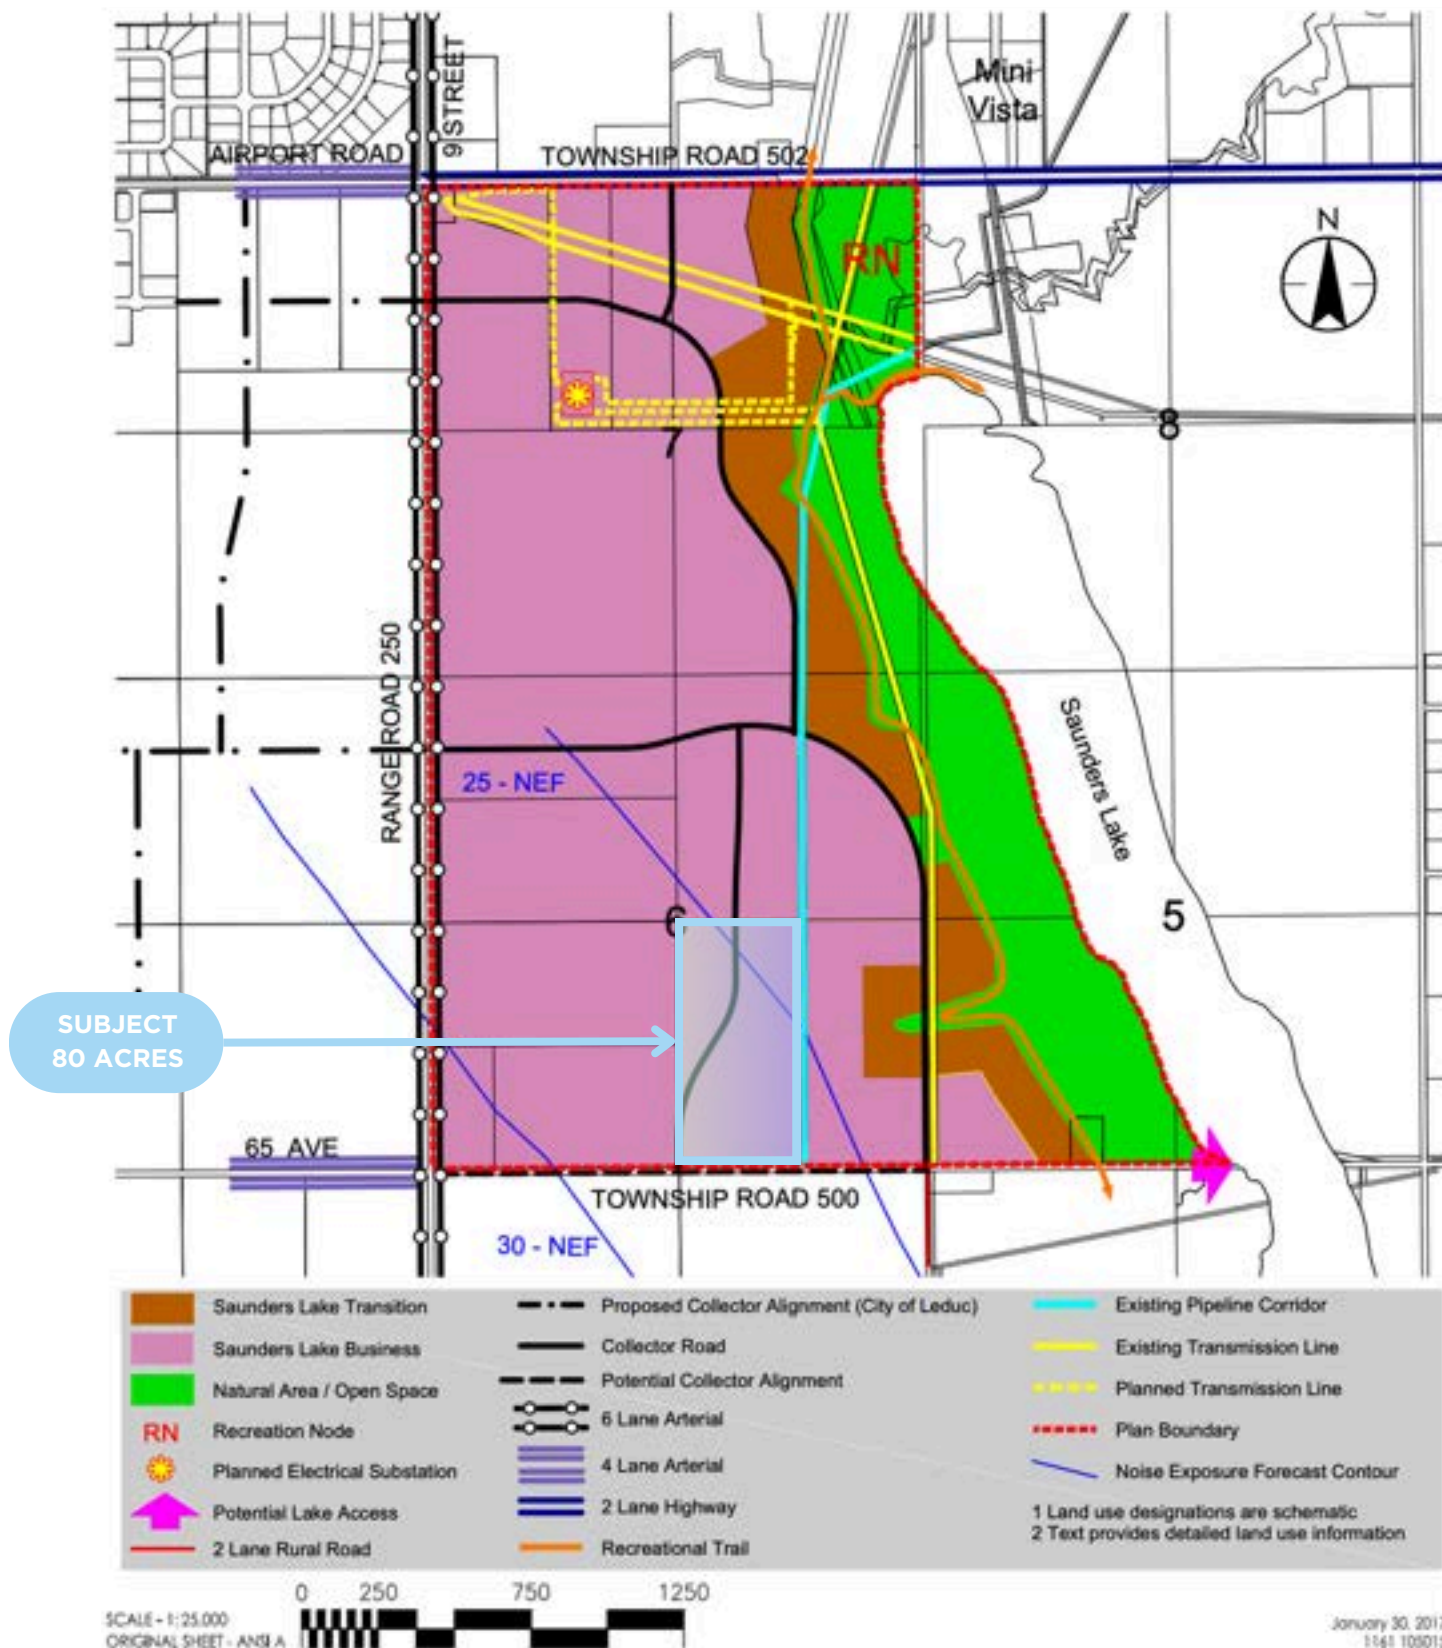 Mini
Vista
9 STREET
AIRPORT ROAD
TOWNSHIP ROAD 502
RN
N
8
7
RANGE ROAD 250
Saunders Lake
25 - NEF
6
5
SUBJECT
80 ACRES
65 AVE
TOWNSHIP ROAD 500
30 - NEF
Saunders Lake Transition
Saunders Lake Business
Natural Area / Open Space
RN Recreation Node
Planned Electrical Substation
Potential Lake Access
2 Lane Rural Road
Proposed Collector Alignment (City of Leduc)
Collector Road
Potential Collector Alignment
6 Lane Arterial
4 Lane Arterial
2 Lane Highway
Recreational Trail
Existing Pipeline Corridor
Existing Transmission Line
Planned Transmission Line
Plan Boundary
Noise Exposure Forecast Contour
1 Land use designations are schematic
2 Text provides detailed land use information
0 250 750 1250
SCALE - 1:25,000
ORIGINAL SHEET - ANSI A
January 30, 2017